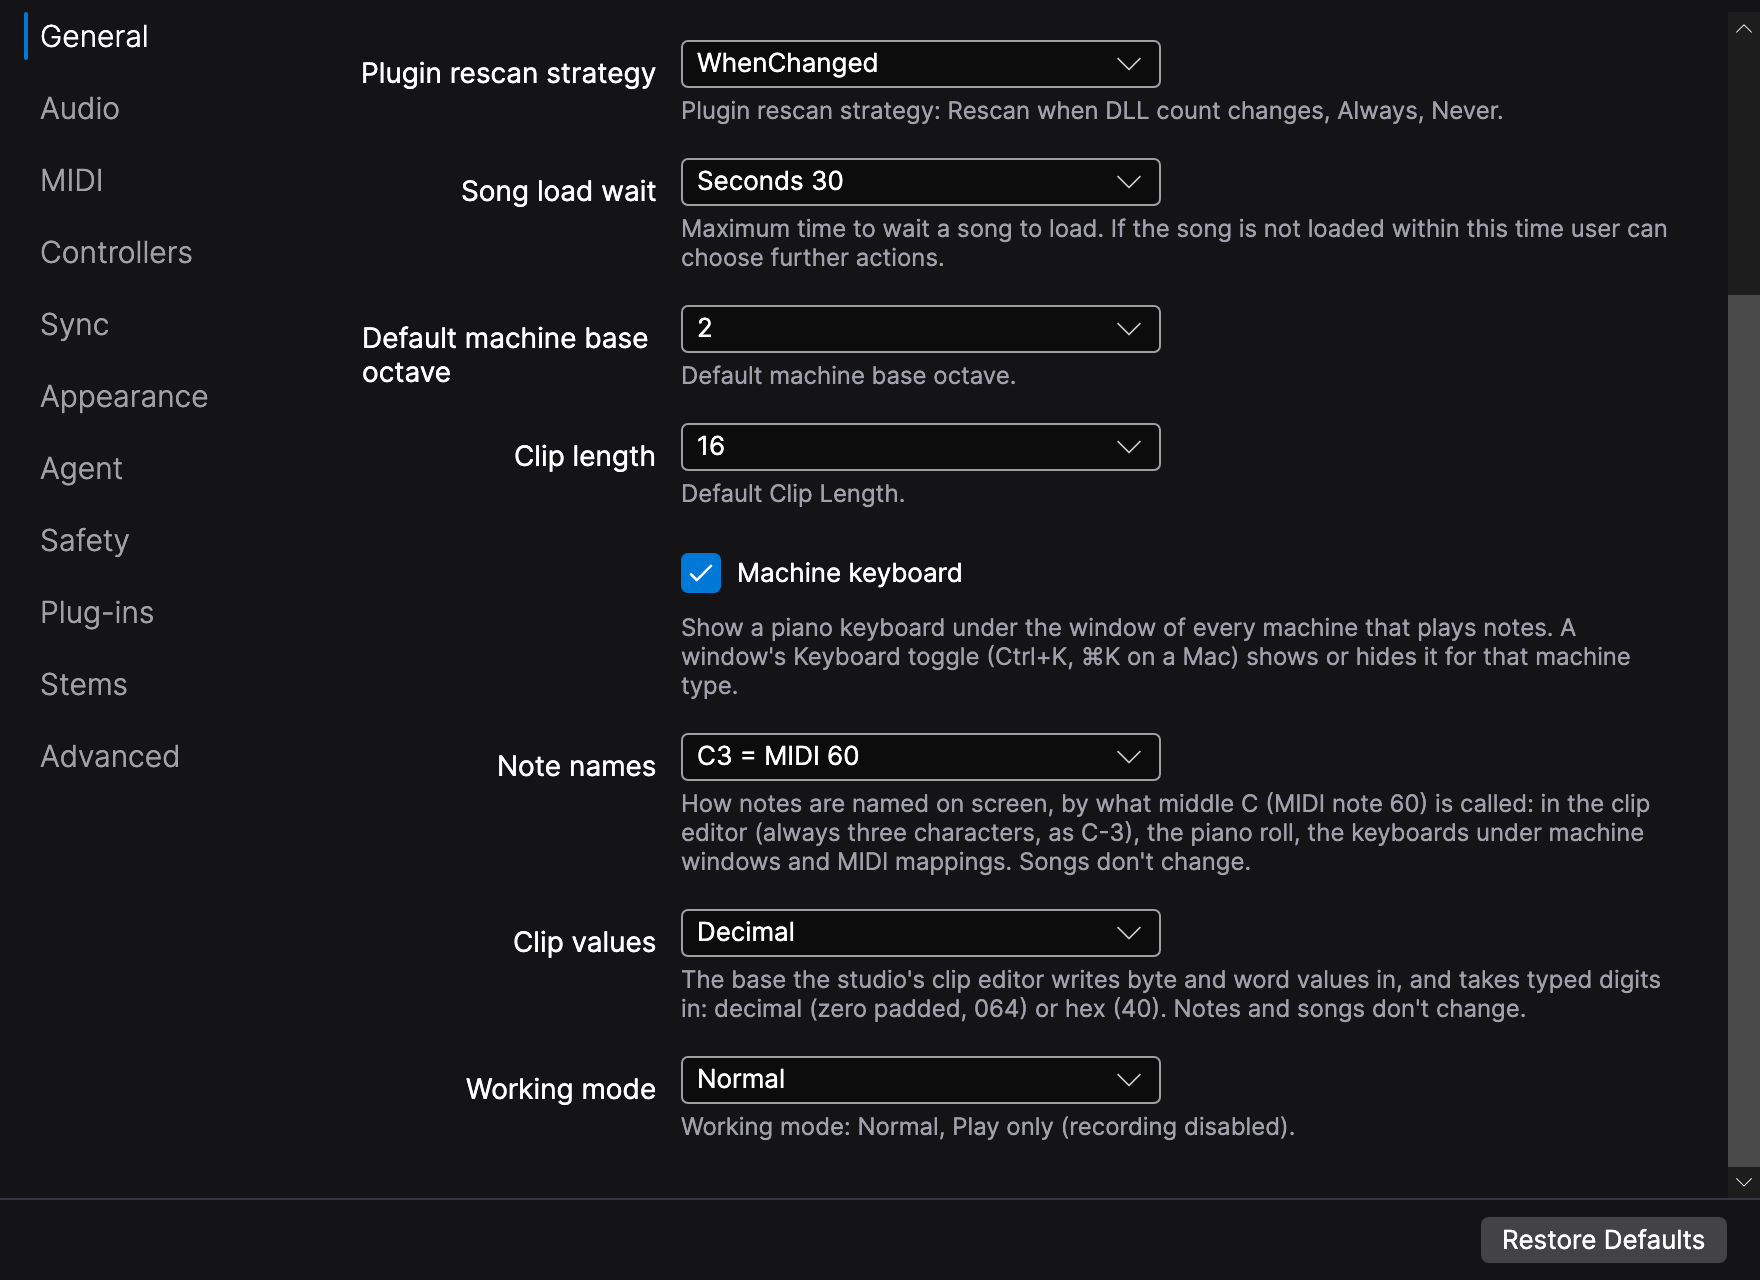 General
Audio
MIDI
Controllers
Sync
Appearance
Agent
Safety
Plug-ins
Stems
Advanced
Plugin rescan strategy
WhenChanged
Plugin rescan strategy: Rescan when DLL count changes, Always, Never.
Song load wait
Seconds 30
Maximum time to wait a song to load. If the song is not loaded within this time user can
choose further actions.
Default machine base
octave
2
Default machine base octave.
Clip length
16
Default Clip Length.
Machine keyboard
Show a piano keyboard under the window of every machine that plays notes. A
window's Keyboard toggle (Ctrl+K, ⌘K on a Mac) shows or hides it for that machine
type.
Note names
C3 = MIDI 60
How notes are named on screen, by what middle C (MIDI note 60) is called: in the clip
editor (always three characters, as C-3), the piano roll, the keyboards under machine
windows and MIDI mappings. Songs don't change.
Clip values
Decimal
The base the studio's clip editor writes byte and word values in, and takes typed digits
in: decimal (zero padded, 064) or hex (40). Notes and songs don't change.
Working mode
Normal
Working mode: Normal, Play only (recording disabled).
Restore Defaults